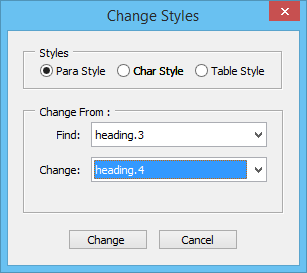 Change Styles
Styles
Para Style Char Style Table Style
Change From :
Find: heading.3
Change: heading.4
Change Cancel